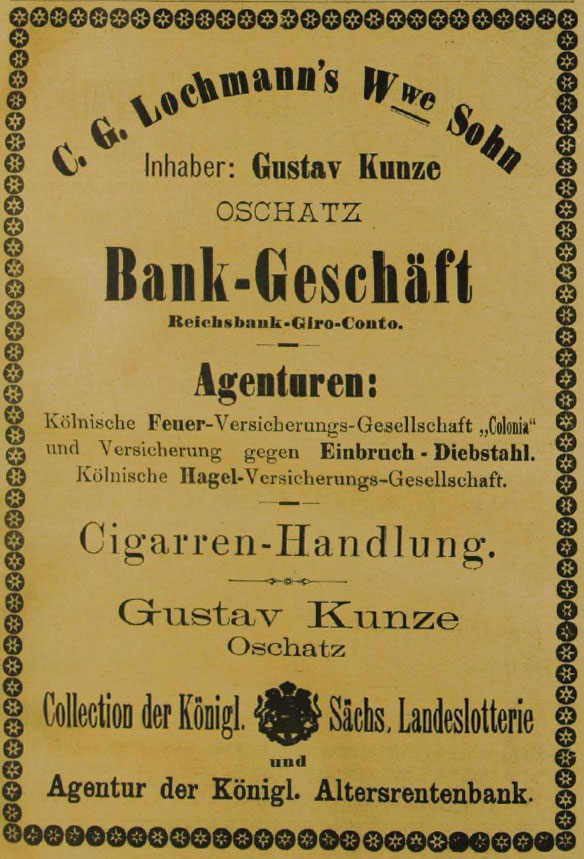 C. G. Lochmann's Wwe Sohn
Inhaber: Gustav Kunze
OSCHATZ
Bank-Geschäft
Reichsbank-Giro-Conto.
Agenturen:
Kölnische Feuer-Versicherungs-Gesellschaft „Colonia“
und Versicherung gegen Einbruch - Diebstahl.
Kölnische Hagel-Versicherungs-Gesellschaft.
Cigarren-Handlung.
Gustav Kunze
Oschatz
Collection der Königl. Sächs. Landeslotterie
und
Agentur der Königl. Altersrentenbank.